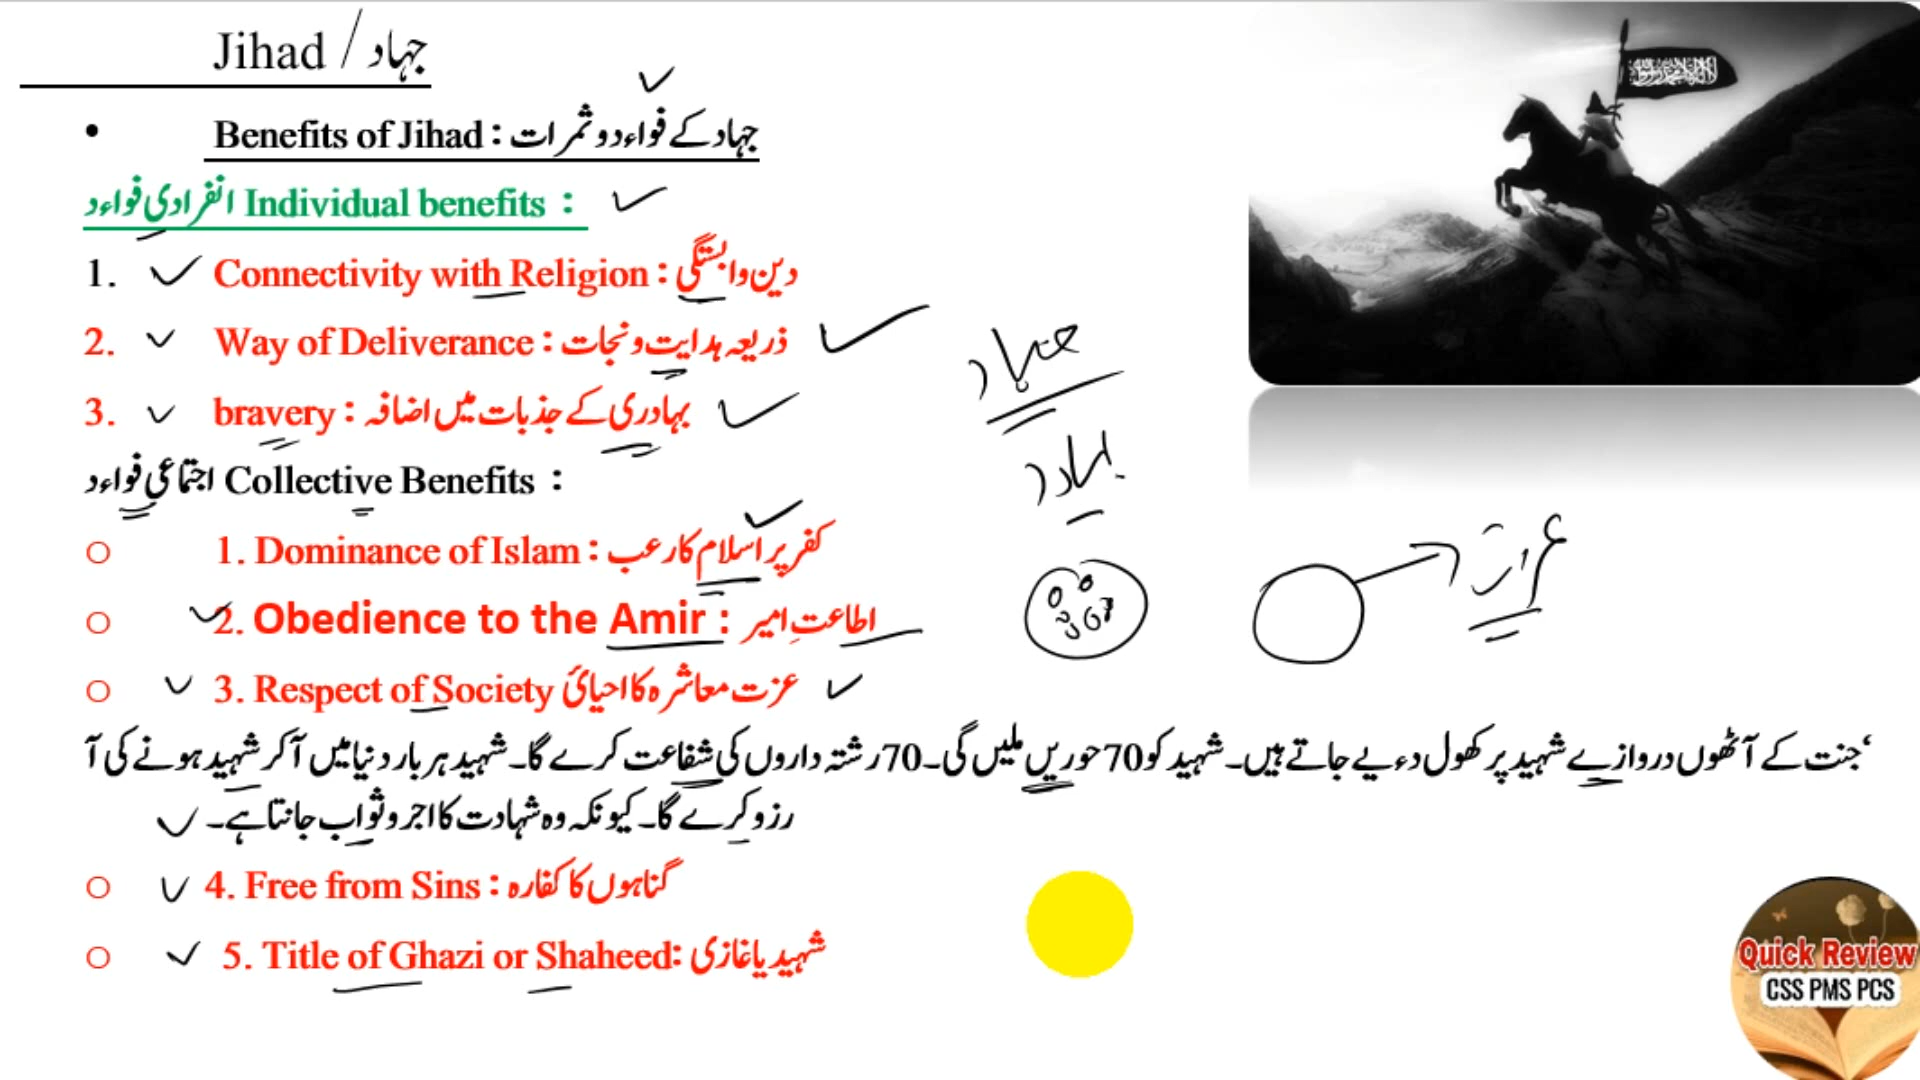 Jihad / جہاد
Benefits of Jihad : جہاد کے فواءد و ثمرات
انفرادی فواءد Individual benefits :
1. Connectivity with Religion : دین وابستگی
2. Way of Deliverance : ذریعہ ہدایت و نجات
3. bravery : بہادری کے جذبات میں اضافہ
اجتماعی فواءد Collective Benefits :
1. Dominance of Islam : کفر پر اسلام کا رعب
2. Obedience to the Amir : اطاعتِ امیر
3. Respect of Society عزت معاشرہ کا احیائ
جنت کے آٹھوں دروازے شہید پر کھول دءیے جاتے ہیں۔ شہید کو 70 حوریں ملیں گی۔ 70 رشتہ داروں کی شفاعت کرے گا۔ شہید ہر بار دنیا میں آ کر شہید ہونے کی آ
رزو کرے گا۔ کیونکہ وہ شہادت کا اجر و ثواب جانتا ہے۔
4. Free from Sins : گناہوں کا کفارہ
5. Title of Ghazi or Shaheed: شہید یا غازی
جہاد
Quick Review
CSS PMS PCS